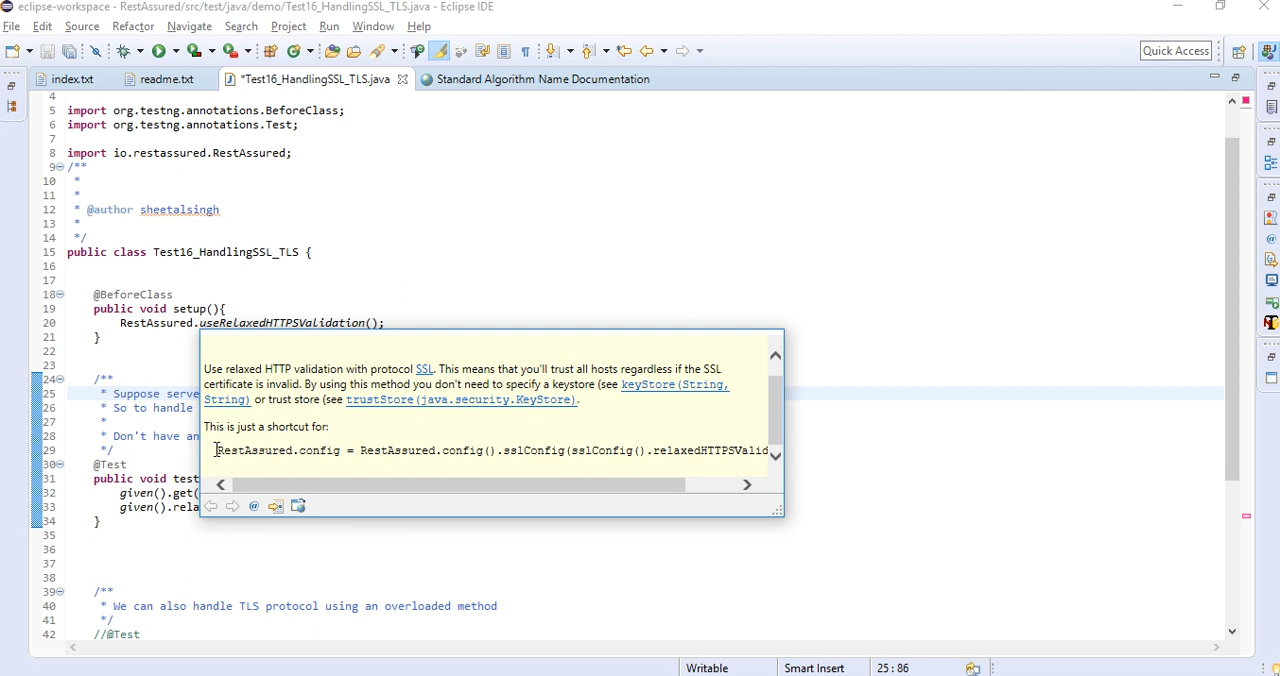 eclipse-workspace - RestAssured/src/test/java/demo/Test16_HandlingSSL_TLS.java - Eclipse IDE
File Edit Source Refactor Navigate Search Project Run Window Help
Quick Access
index.txt readme.txt *Test16_HandlingSSL_TLS.java Standard Algorithm Name Documentation
4
5 import org.testng.annotations.BeforeClass;
6 import org.testng.annotations.Test;
7
8 import io.restassured.RestAssured;
9 /**
10 *
11 *
12 * @author sheetalsingh
13 *
14 */
15 public class Test16_HandlingSSL_TLS {
16
17
18 @BeforeClass
19 public void setup(){
20 RestAssured.useRelaxedHTTPSValidation();
21 }
22
23
24 /**
25 * Suppose serve
26 * So to handle
27 *
28 * Don't have an
29 */
30 @Test
31 public void test
32 given().get(
33 given().rela
34 }
35
36
37
38
39 /**
40 * We can also handle TLS protocol using an overloaded method
41 */
42 //@Test
Use relaxed HTTP validation with protocol SSL. This means that you'll trust all hosts regardless if the SSL
certificate is invalid. By using this method you don't need to specify a keystore (see keyStore(String,
String) or trust store (see trustStore(java.security.KeyStore).
This is just a shortcut for:
RestAssured.config = RestAssured.config().sslConfig(sslConfig().relaxedHTTPSValid
Writable Smart Insert 25:86